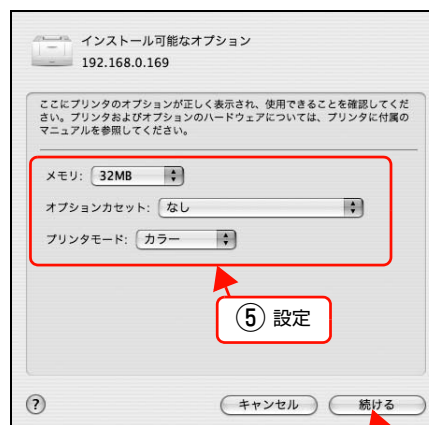 インストール可能なオプション
192.168.0.169
ここにプリンタのオプションが正しく表示され、使用できることを確認してくだ
さい。プリンタおよびオプションのハードウェアについては、プリンタに付属の
マニュアルを参照してください。
メモリ: 32MB
オプションカセット: なし
プリンタモード: カラー
⑤ 設定
? キャンセル 続ける